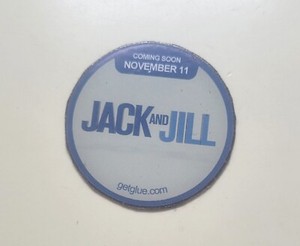 COMING SOON
NOVEMBER 11
JACK AND JILL
getglue.com